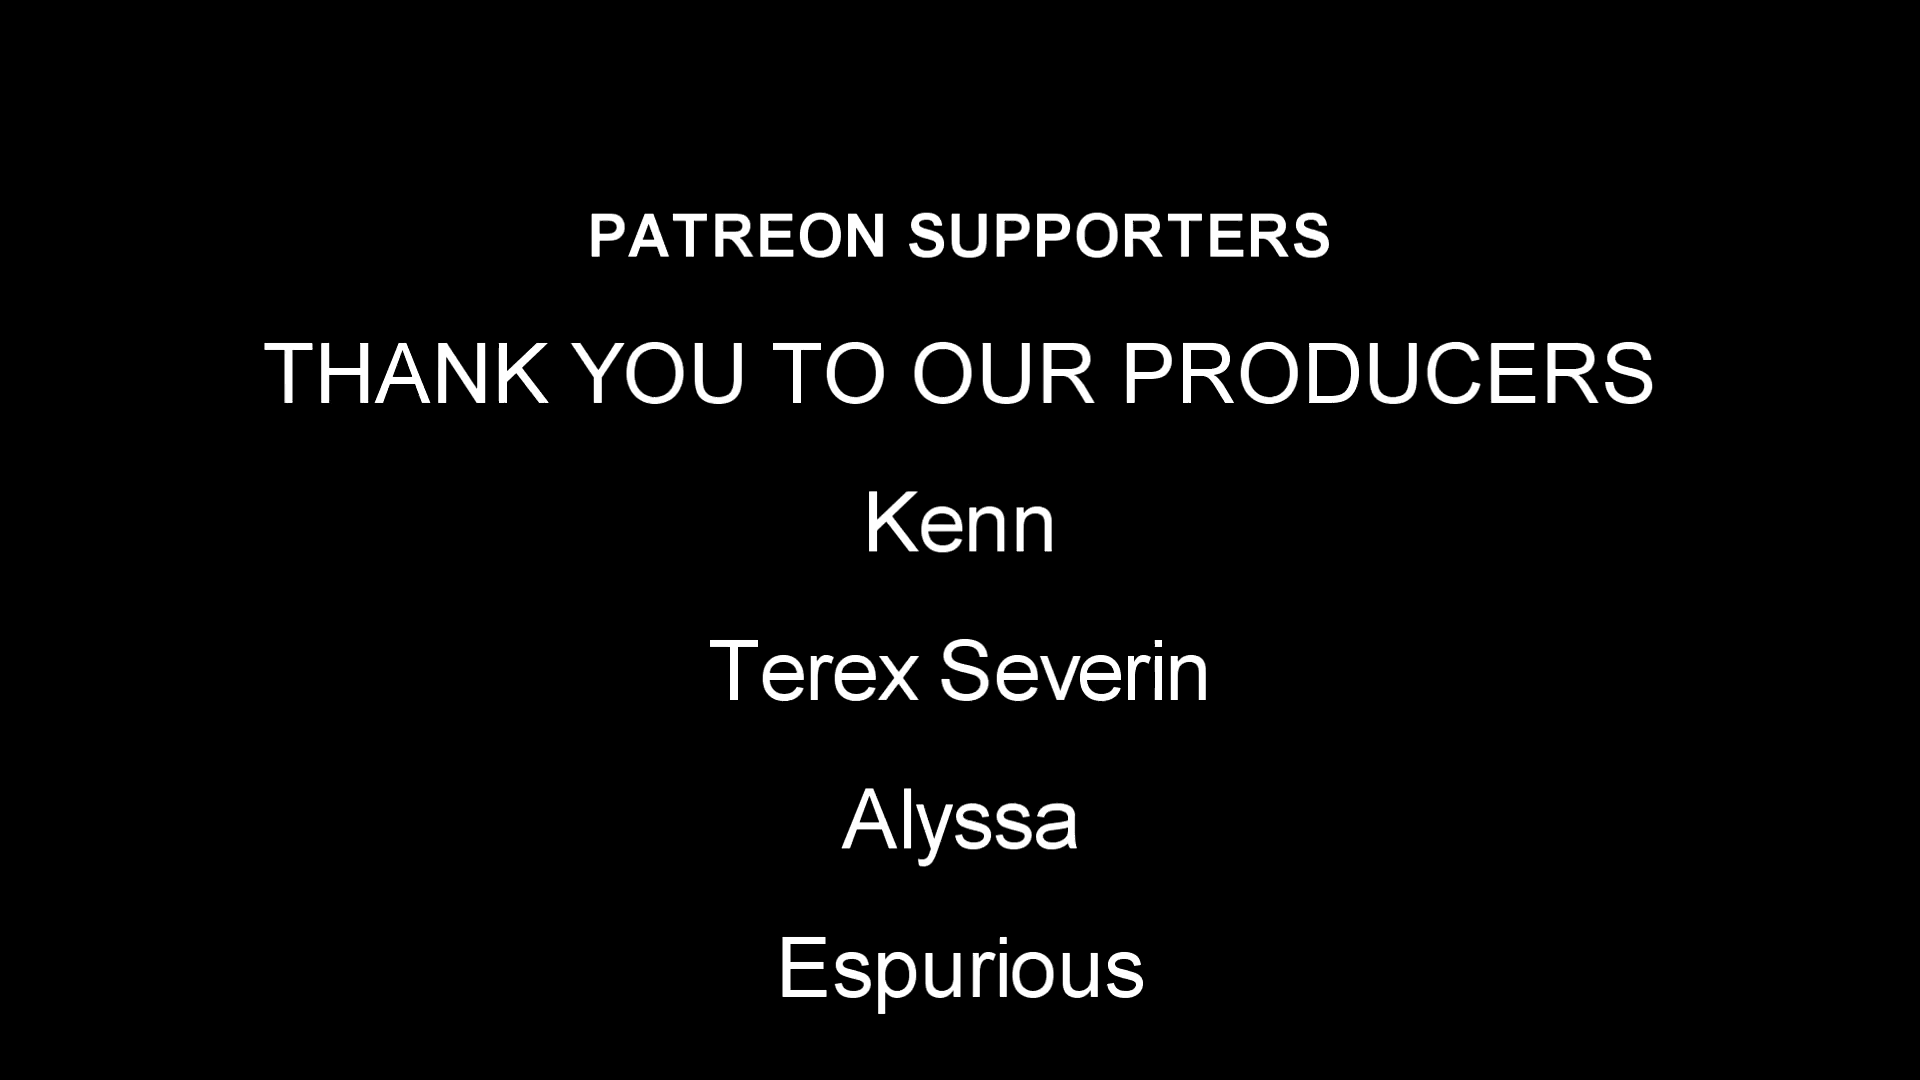 PATREON SUPPORTERS
THANK YOU TO OUR PRODUCERS
Kenn
Terex Severin
Alyssa
Espurious